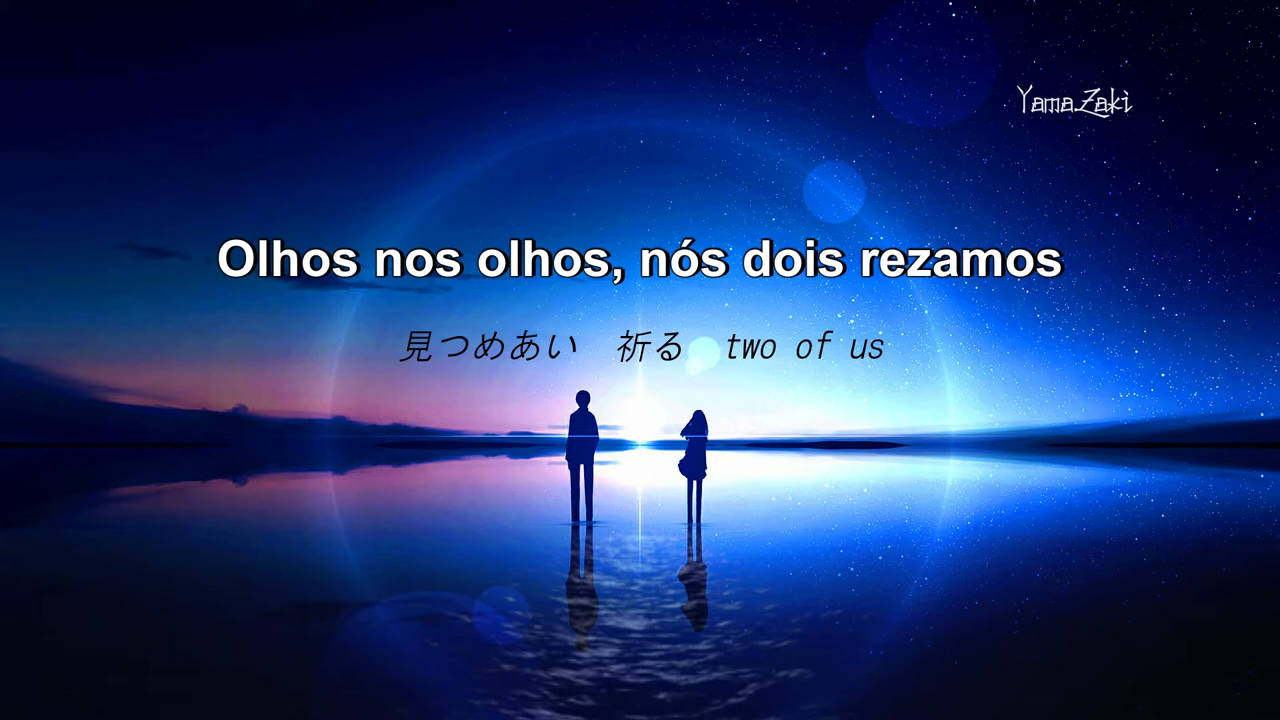 YamaZaki
Olhos nos olhos, nós dois rezamos
見つめあい　祈る　two of us